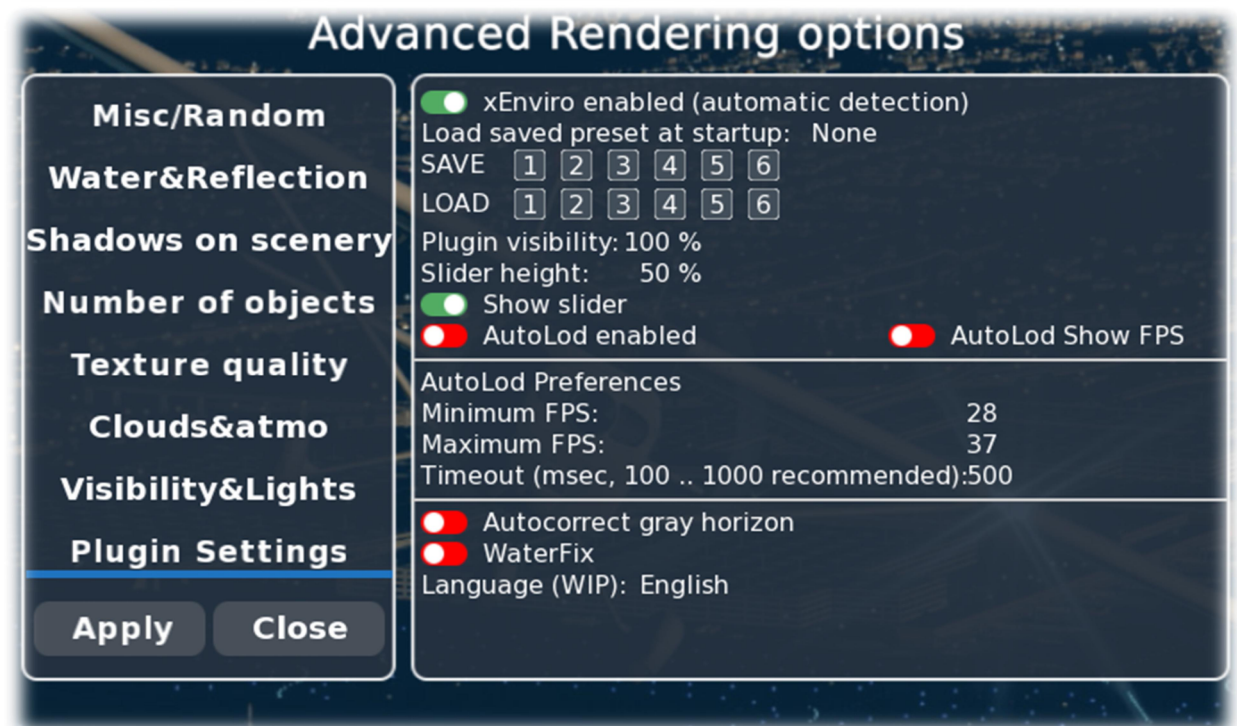 Advanced Rendering options
Misc/Random
Water&Reflection
Shadows on scenery
Number of objects
Texture quality
Clouds&atmo
Visibility&Lights
Plugin Settings
Apply Close
xEnviro enabled (automatic detection)
Load saved preset at startup: None
SAVE 1 2 3 4 5 6
LOAD 1 2 3 4 5 6
Plugin visibility: 100 %
Slider height: 50 %
Show slider
AutoLod enabled AutoLod Show FPS
AutoLod Preferences
Minimum FPS: 28
Maximum FPS: 37
Timeout (msec, 100 .. 1000 recommended):500
Autocorrect gray horizon
WaterFix
Language (WIP): English